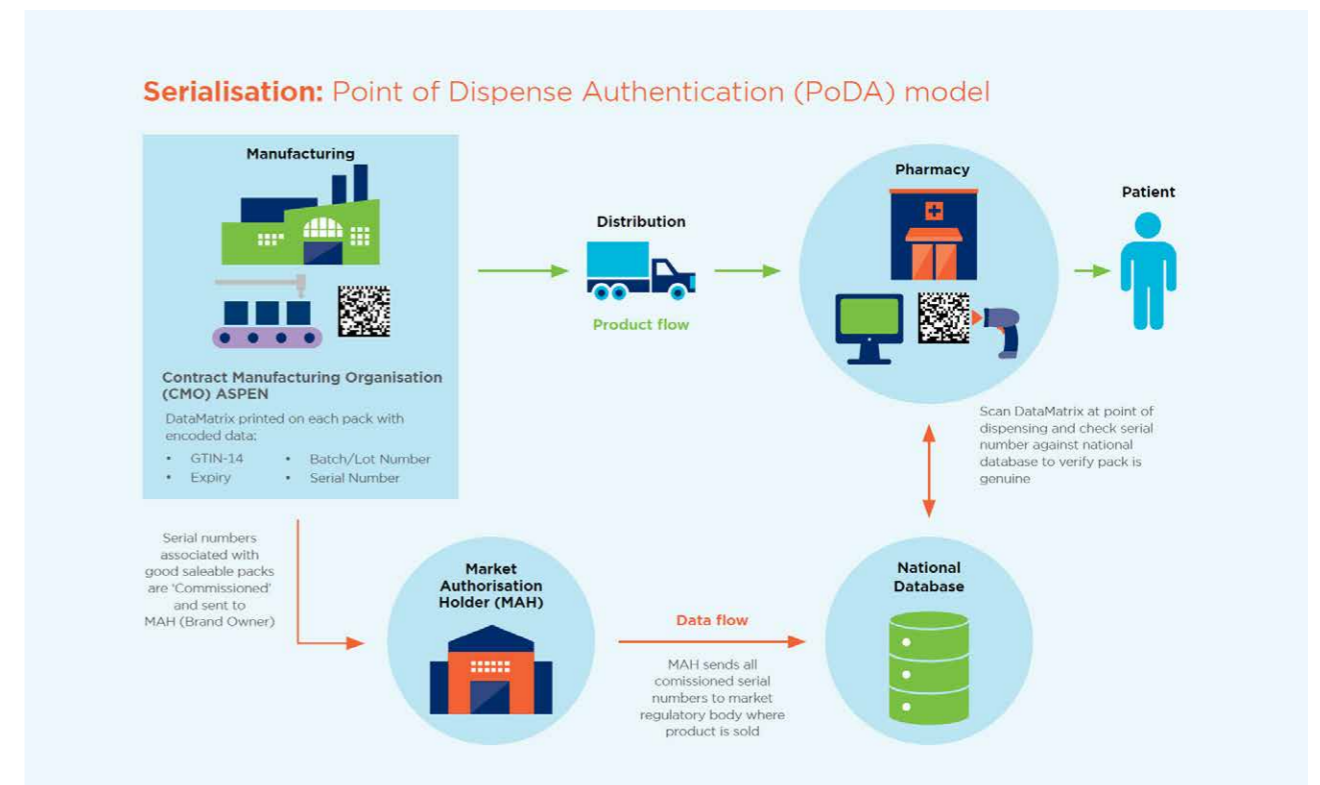 Serialisation: Point of Dispense Authentication (PoDA) model
Manufacturing
Contract Manufacturing Organisation
(CMO) ASPEN
DataMatrix printed on each pack with
encoded data:
• GTIN-14
• Expiry
• Batch/Lot Number
• Serial Number
Distribution
Product flow
Pharmacy
Patient
Scan DataMatrix at point of
dispensing and check serial
number against national
database to verify pack is
genuine
Serial numbers
associated with
good saleable packs
are ‘Commissioned’
and sent to
MAH (Brand Owner)
Market
Authorisation
Holder (MAH)
Data flow
MAH sends all
comissioned serial
numbers to market
regulatory body where
product is sold
National
Database